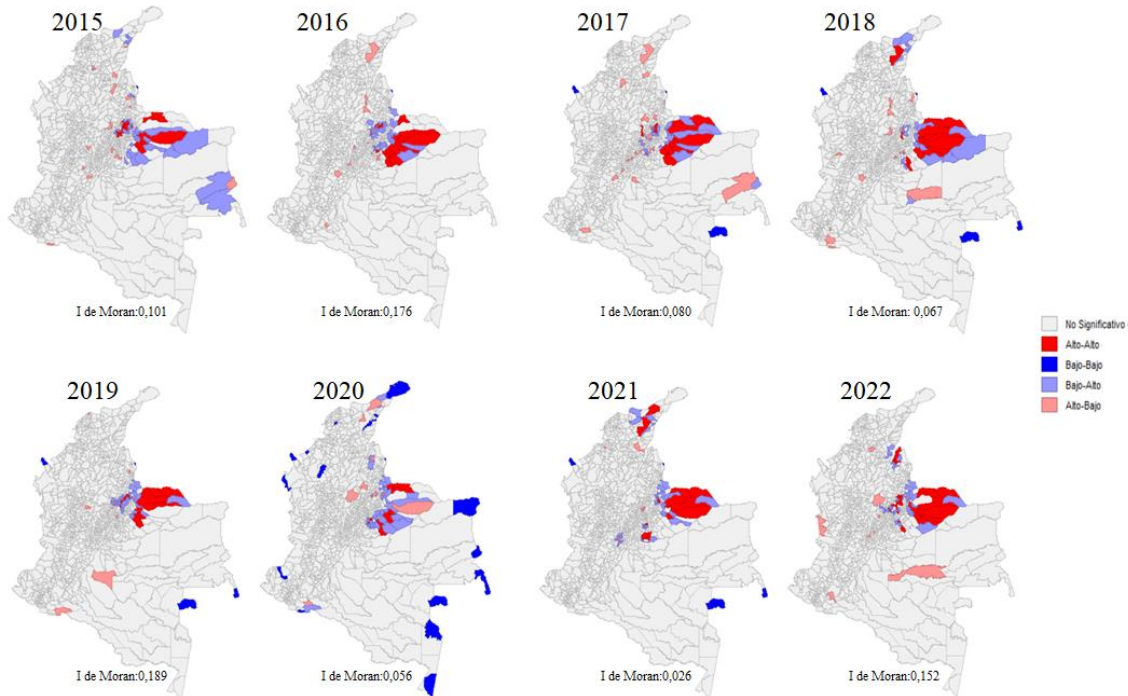 2015
2016
2017
2018
I de Moran:0,101
I de Moran:0,176
I de Moran:0,080
I de Moran: 0,067
No Significativo
Alto-Alto
Bajo-Bajo
Bajo-Alto
Alto-Bajo
2019
2020
2021
2022
I de Moran:0,189
I de Moran:0,056
I de Moran:0,026
I de Moran:0,152